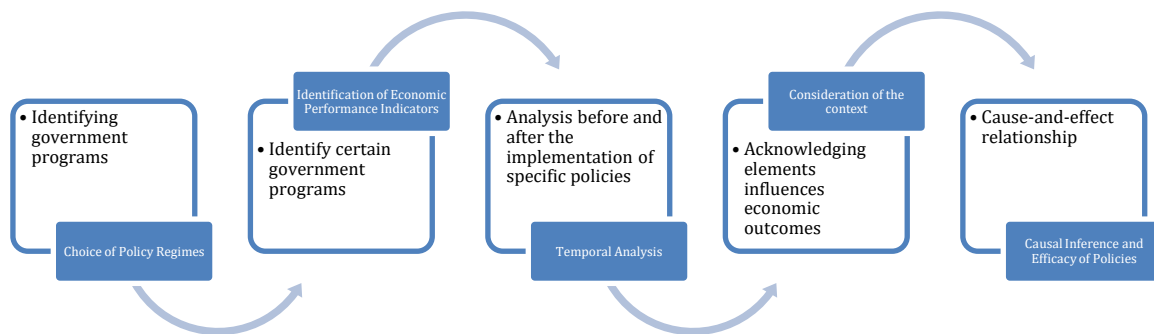 • Identifying
government
programs
Choice of Policy Regimes
Identification of Economic
Performance Indicators
• Identify certain
government
programs
• Analysis before and
after the
implementation of
specific policies
Temporal Analysis
Consideration of the
context
• Acknowledging
elements
influences
economic
outcomes
• Cause-and-effect
relationship
Causal Inference and
Efficacy of Policies